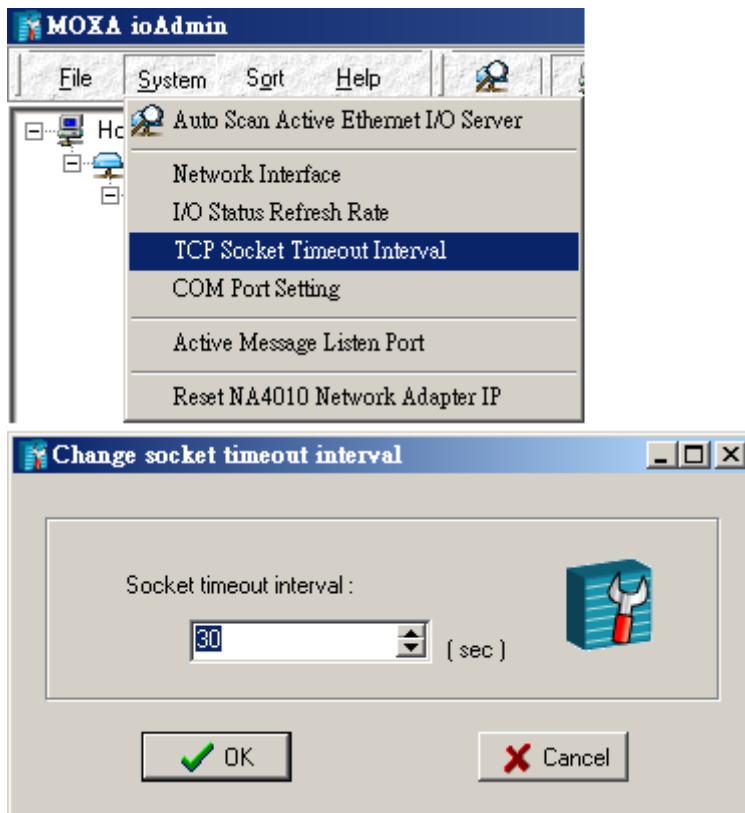 MOXA ioAdmin
File System Sort Help
Ho
Auto Scan Active Ethernet I/O Server
Network Interface
I/O Status Refresh Rate
TCP Socket Timeout Interval
COM Port Setting
Active Message Listen Port
Reset NA4010 Network Adapter IP
Change socket timeout interval
Socket timeout interval :
30
( sec )
OK Cancel